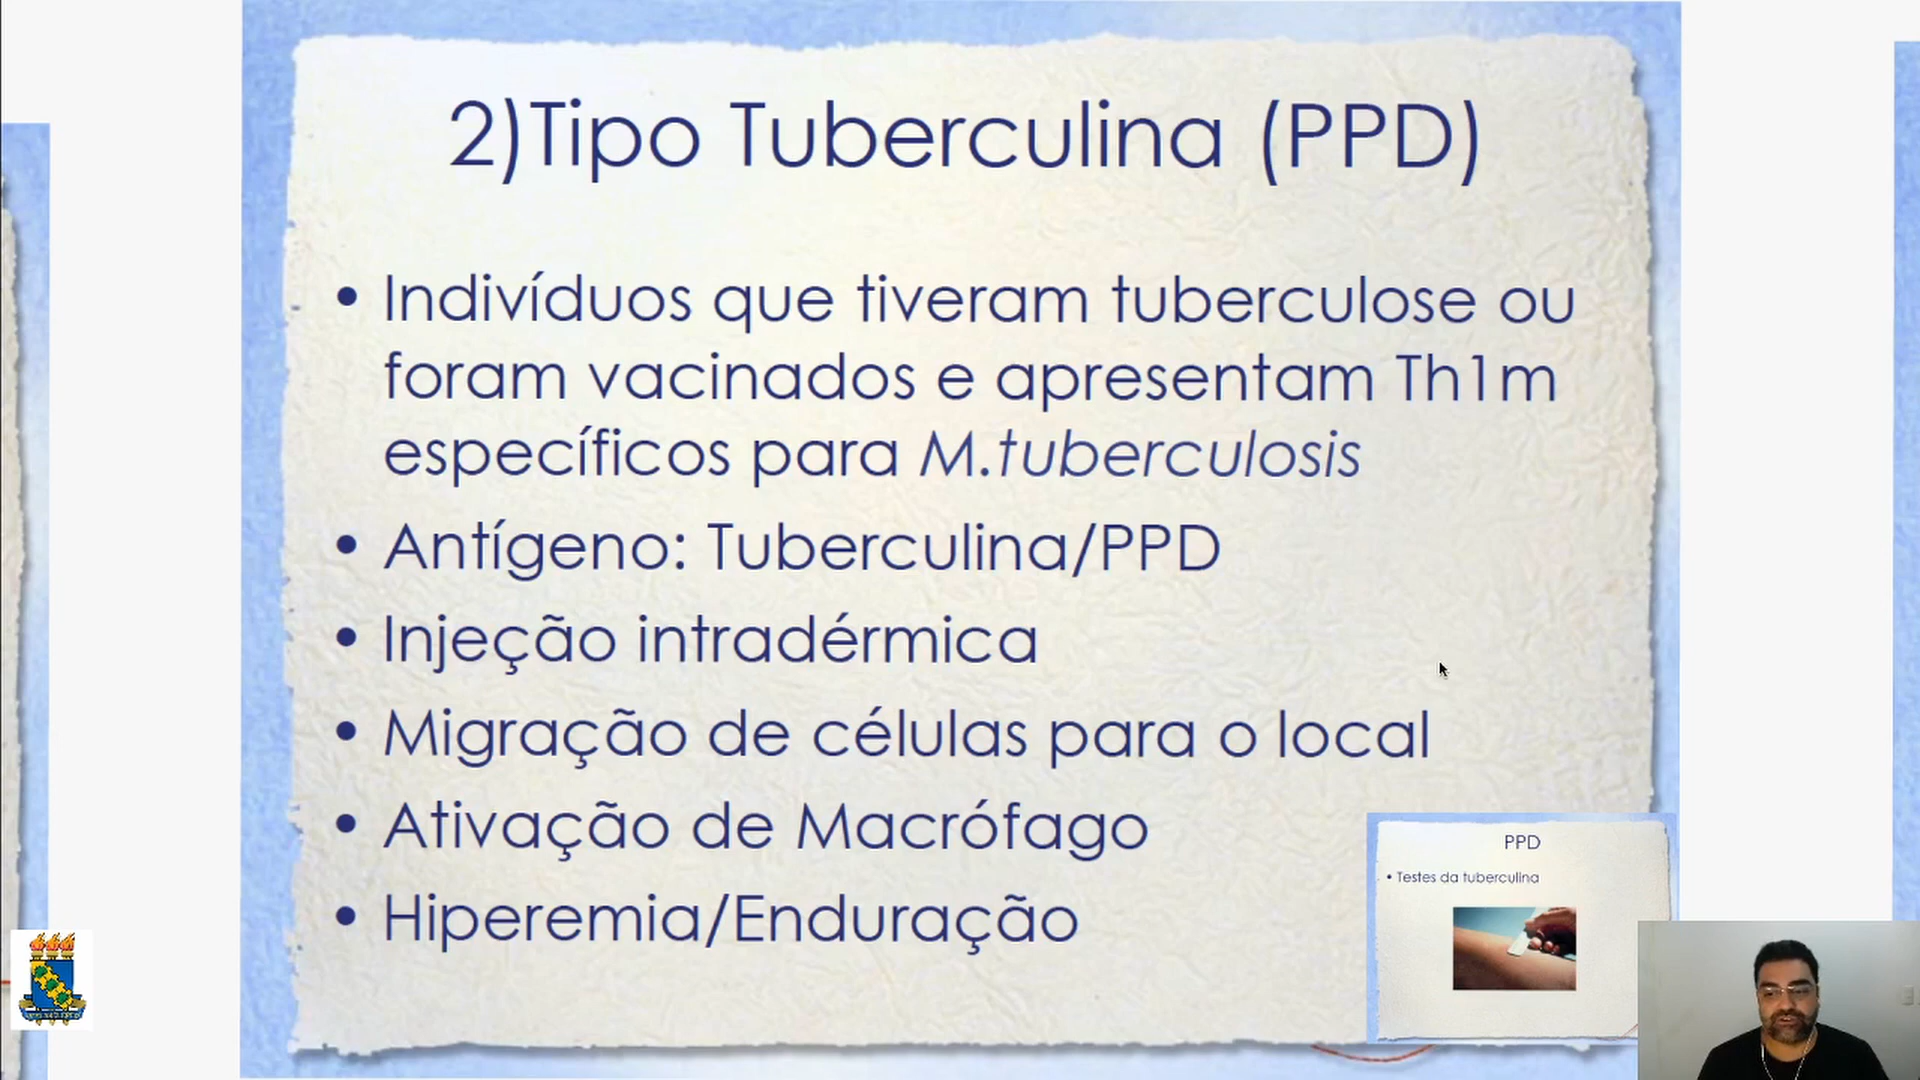 2)Tipo Tuberculina (PPD)
• Indivíduos que tiveram tuberculose ou
foram vacinados e apresentam Th1m
específicos para M.tuberculosis
• Antígeno: Tuberculina/PPD
• Injeção intradérmica
• Migração de células para o local
• Ativação de Macrófago
• Hiperemia/Enduração
PPD
• Testes da tuberculina